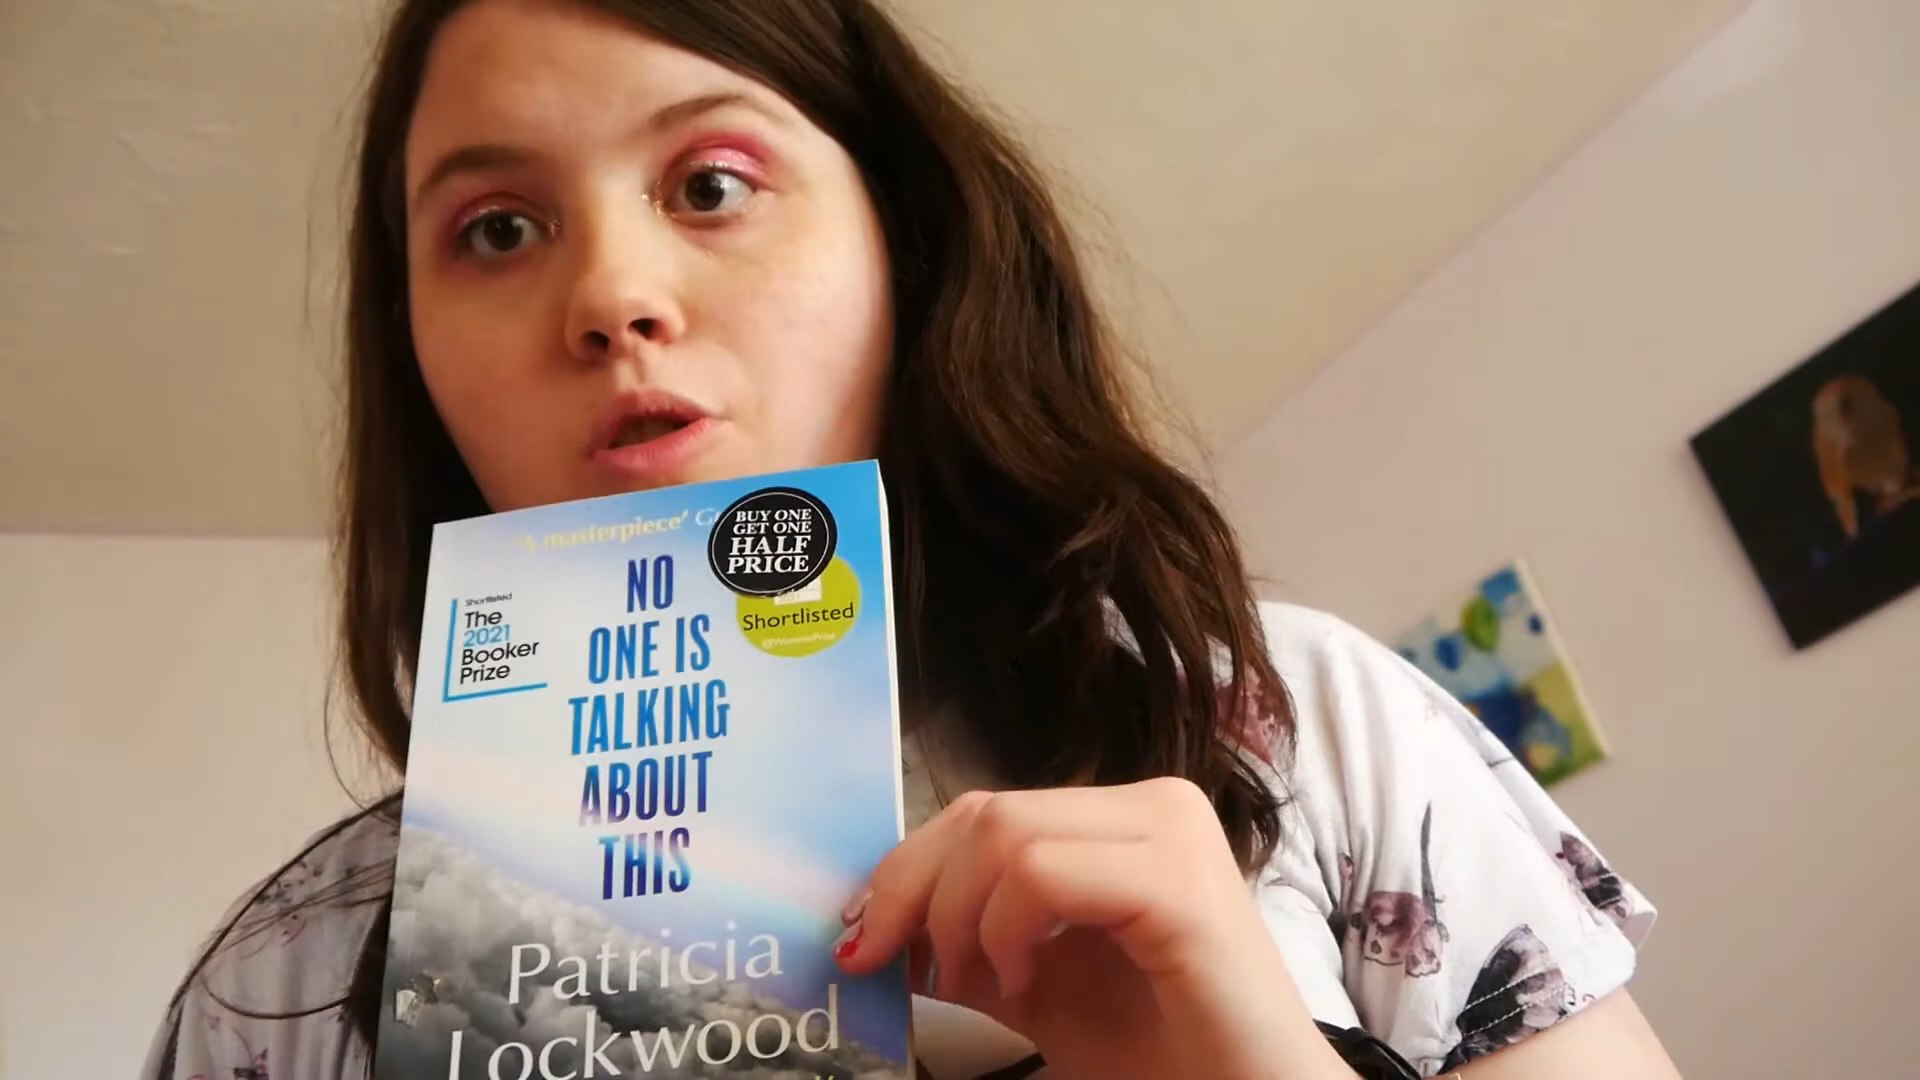 'A masterpiece'
BUY ONE
GET ONE
HALF
PRICE
Shortlisted
The
2021
Booker
Prize
Shortlisted
@WomensPrize
NO
ONE IS
TALKING
ABOUT
THIS
Patricia
Lockwood